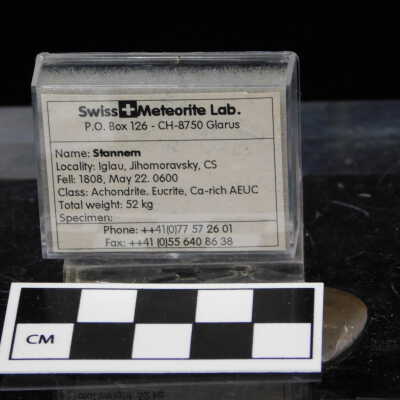 Swiss Meteorite Lab.
P.O. Box 126 - CH-8750 Glarus
Name: Stannern
Locality: Iglau, Jihomoravsky, CS
Fell: 1808, May 22. 0600
Class: Achondrite, Eucrite, Ca-rich AEUC
Total weight: 52 kg
Specimen:
Phone: ++41(0)77 57 26 01
Fax: ++41 (0)55 640 86 38
CM